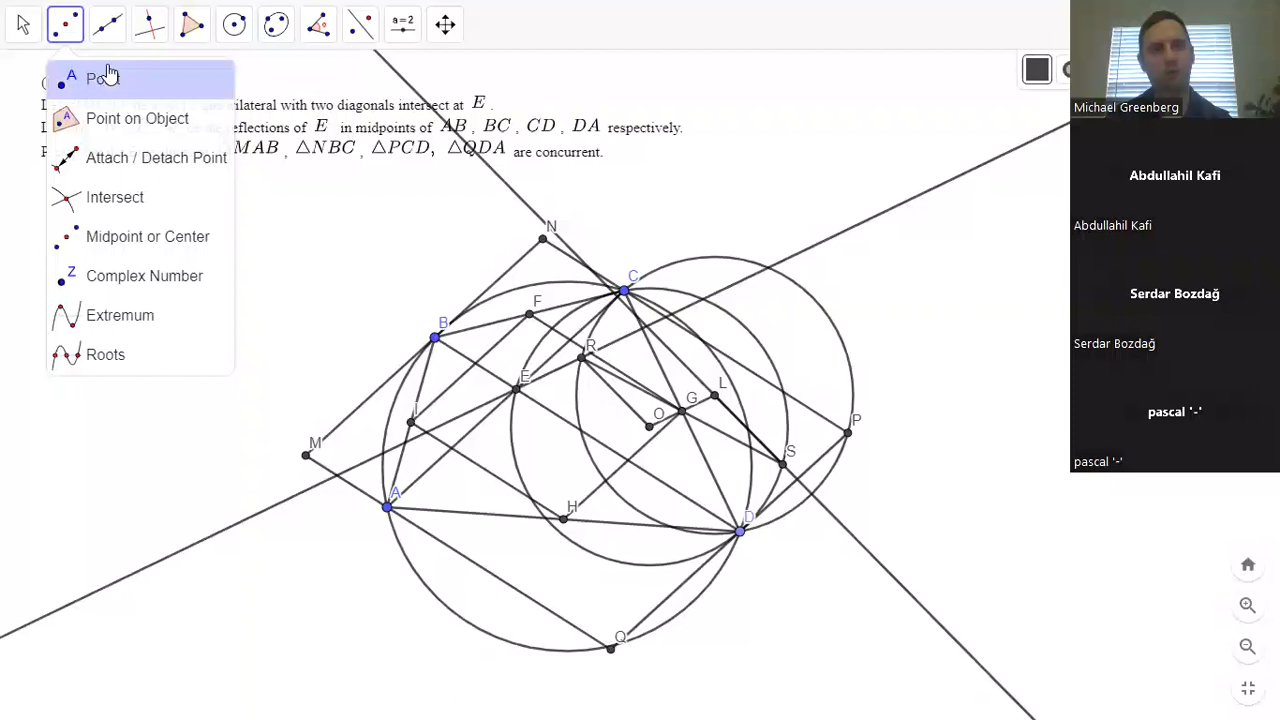 a=2
A Point
Point on Object
Attach / Detach Point
Intersect
Midpoint or Center
Z Complex Number
Extremum
Roots
quadrilateral with two diagonals intersect at E .
reflections of E in midpoints of AB , BC , CD , DA respectively.
MAB , △NBC , △PCD, △QDA are concurrent.
N
C
F
B
R
E
L
G
I
O
P
M
S
A
H
D
Q
Michael Greenberg
Abdullahil Kafi
Abdullahil Kafi
Serdar Bozdağ
Serdar Bozdağ
pascal '-'
pascal '-'